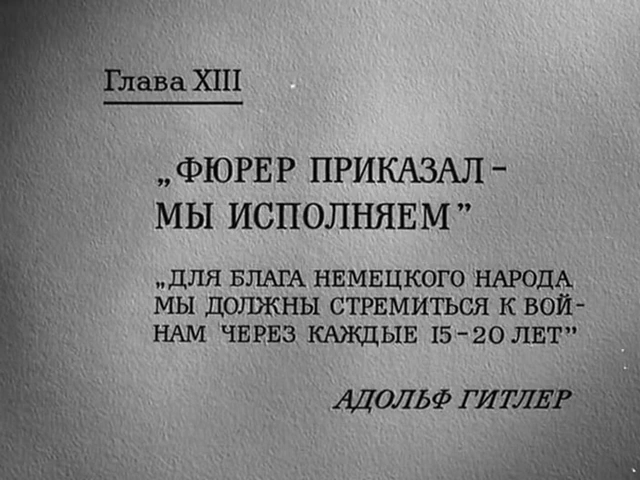 Глава XIII
„ФЮРЕР ПРИКАЗАЛ-
МЫ ИСПОЛНЯЕМ”
„ДЛЯ БЛАГА НЕМЕЦКОГО НАРОДА
МЫ ДОЛЖНЫ СТРЕМИТЬСЯ К ВОЙ-
НАМ ЧЕРЕЗ КАЖДЫЕ 15-20 ЛЕТ”
АДОЛЬФ ГИТЛЕР